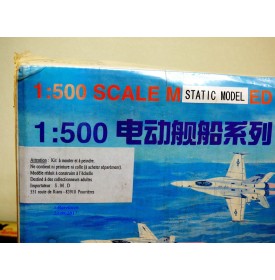 1:500 SCALE M STATIC MODEL ED
1:500 电动舰船系列
Attention : Kit à monter et à peindre.
Ne contient ni peinture ni colle (à acheter séparément).
Modèle réduit à construire à l'échelle
Destiné à des collectionneurs adultes
Importateur : S. M. D